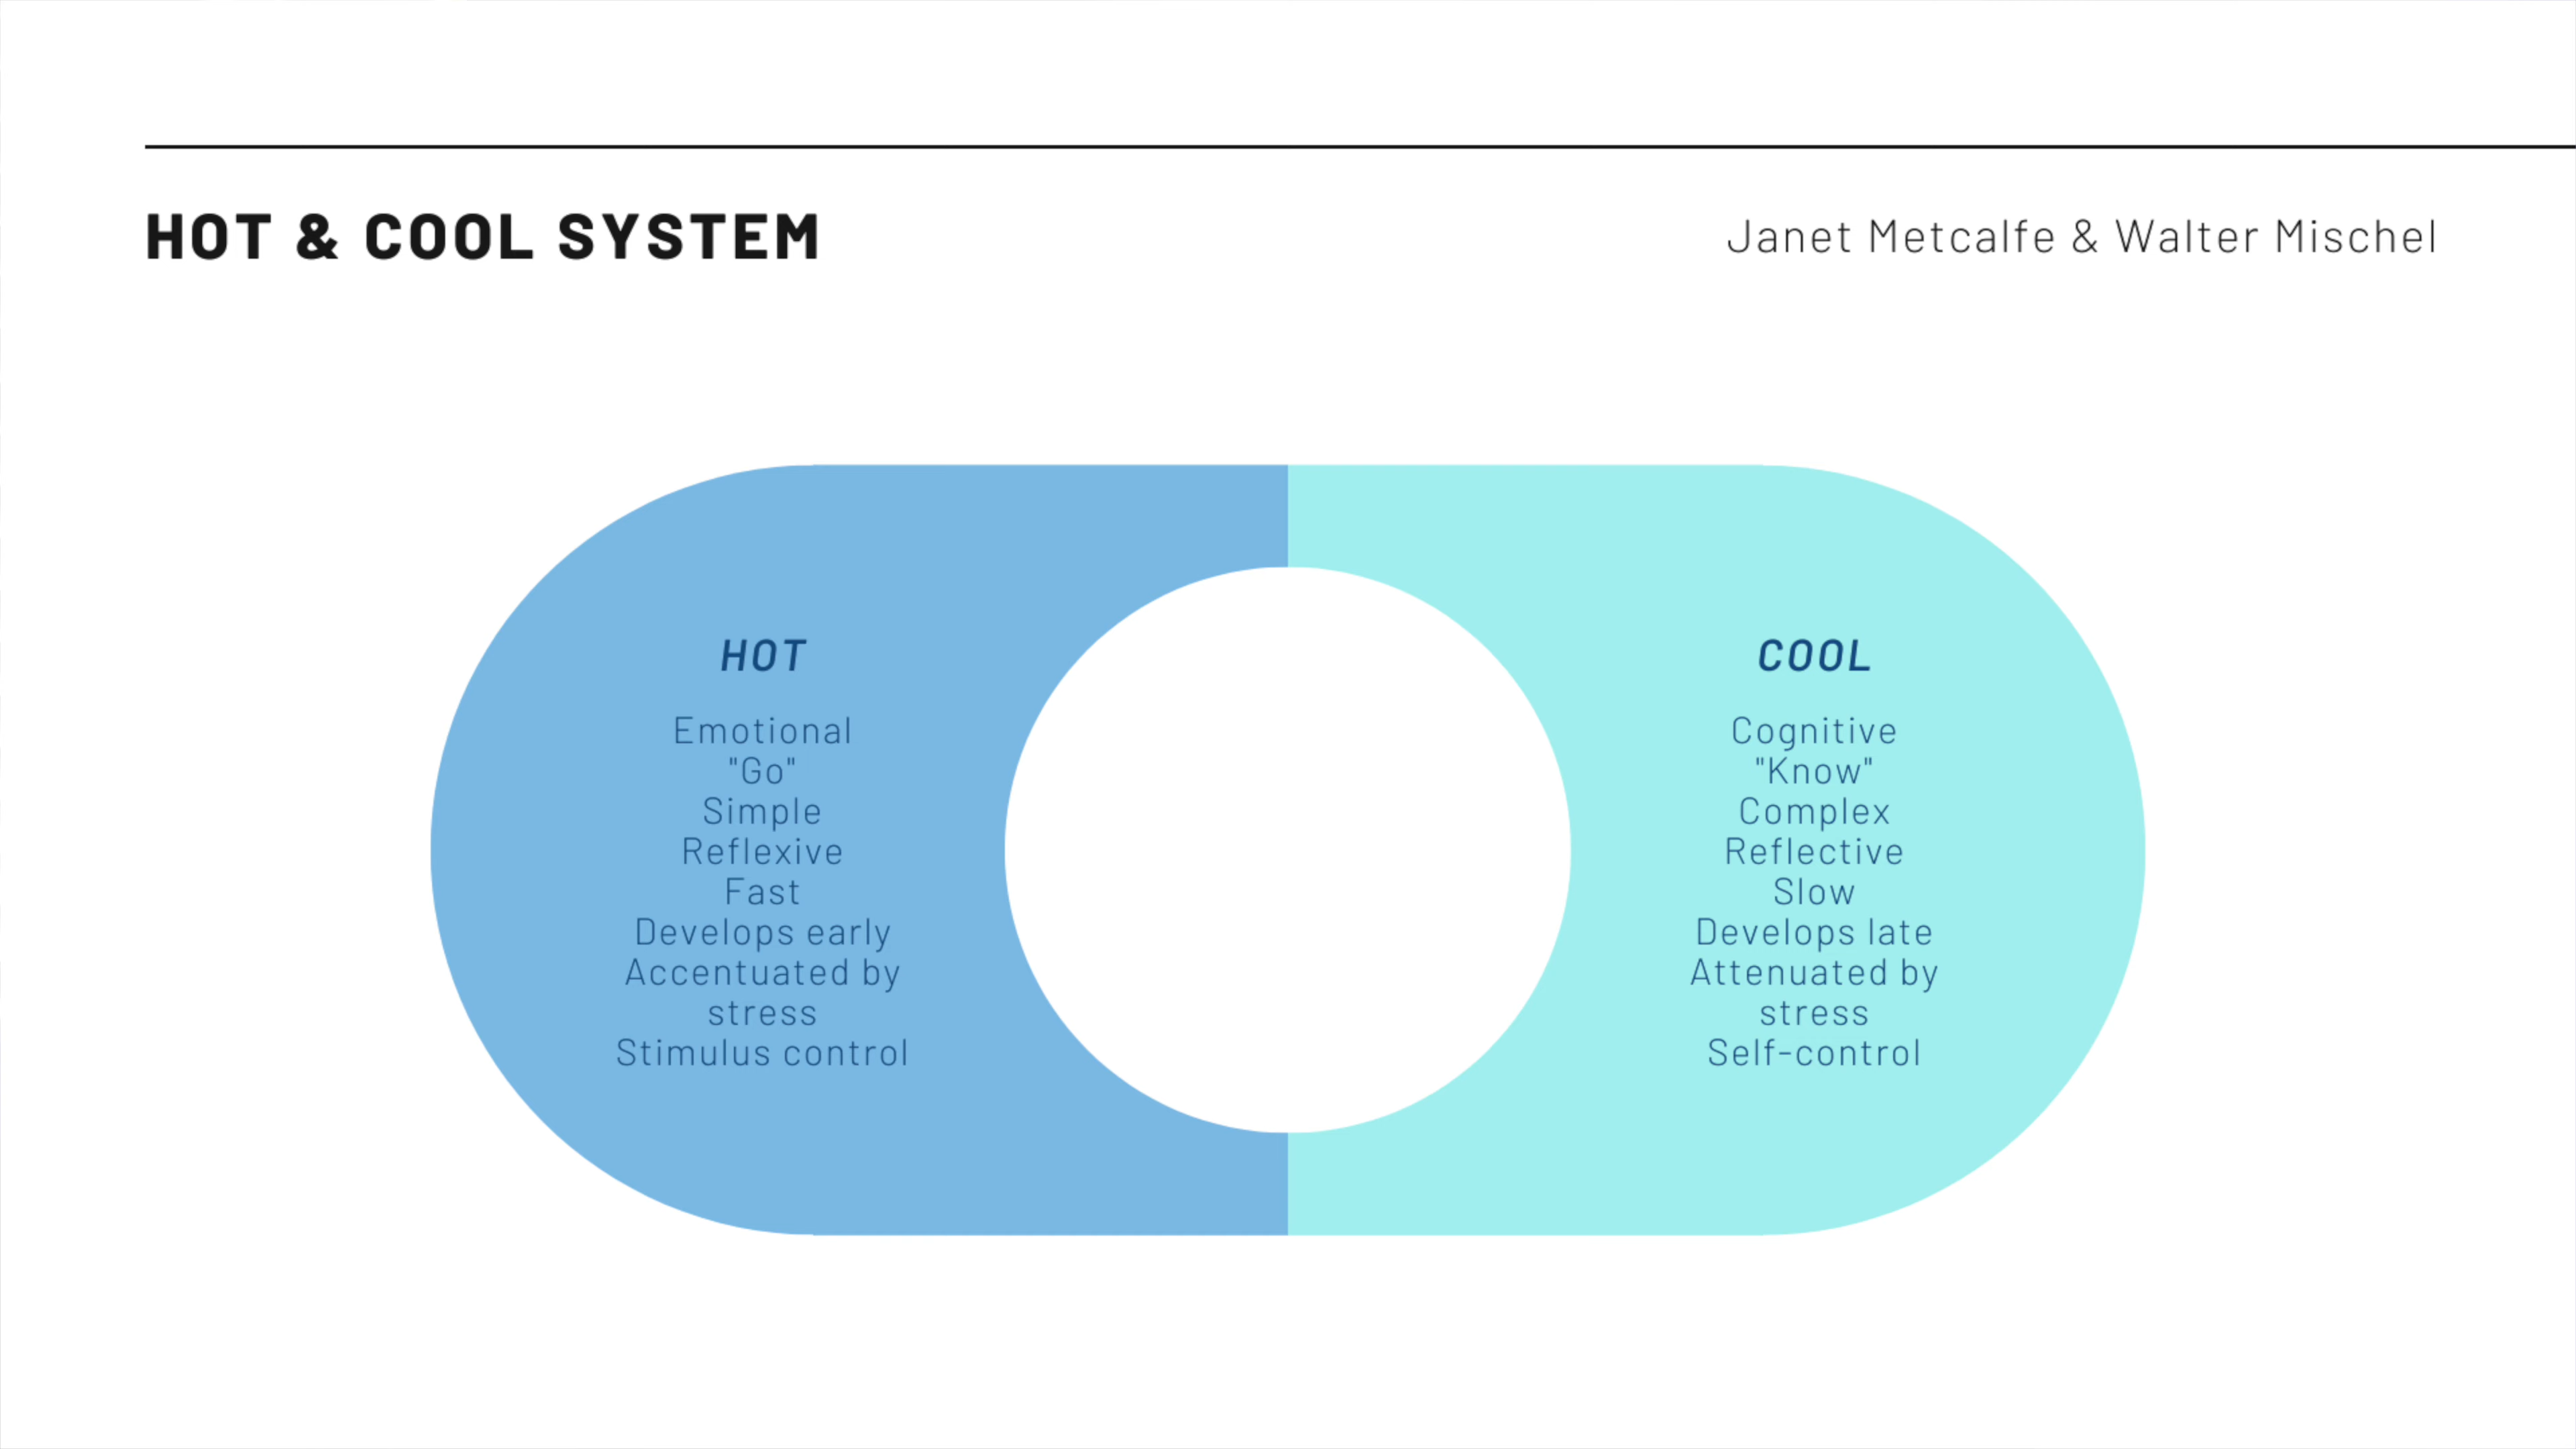 HOT & COOL SYSTEM
Janet Metcalfe & Walter Mischel
HOT
Emotional
"Go"
Simple
Reflexive
Fast
Develops early
Accentuated by
stress
Stimulus control
COOL
Cognitive
"Know"
Complex
Reflective
Slow
Develops late
Attenuated by
stress
Self-control